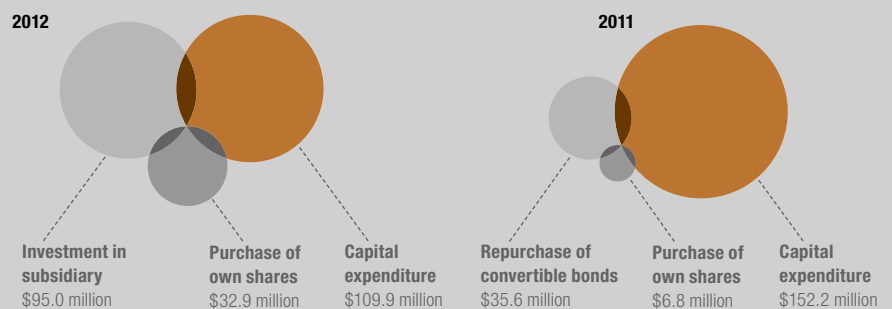 2012
Investment in
subsidiary
$95.0 million
Purchase of
own shares
$32.9 million
Capital
expenditure
$109.9 million
2011
Repurchase of
convertible bonds
$35.6 million
Purchase of
own shares
$6.8 million
Capital
expenditure
$152.2 million